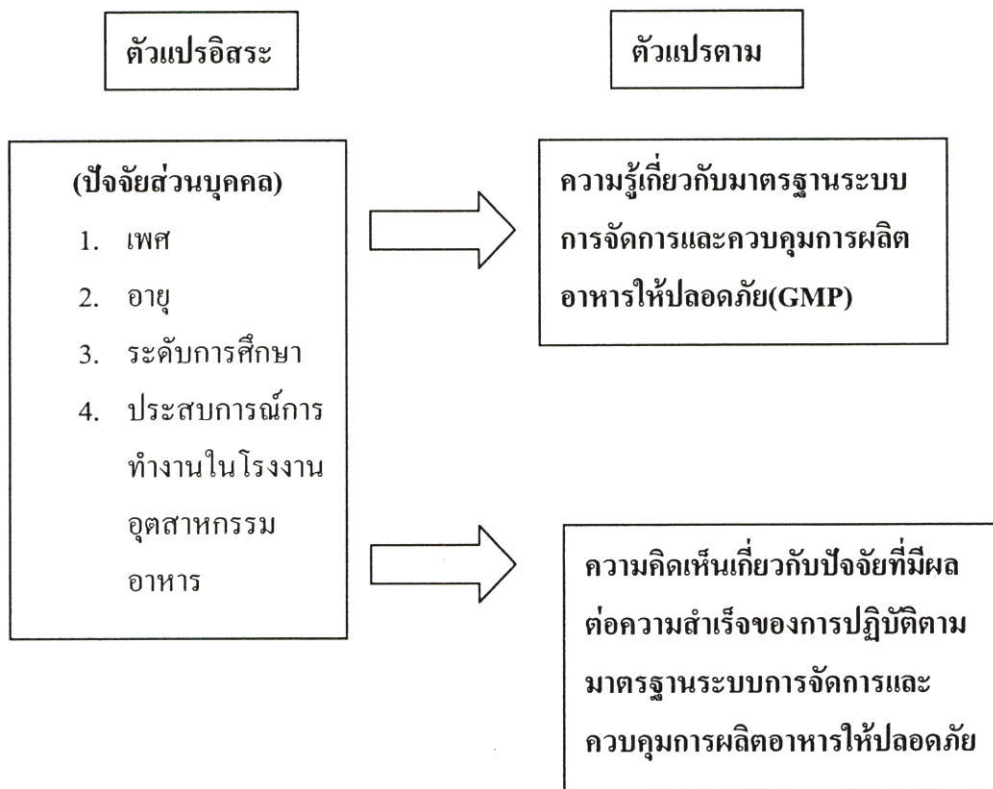 ตัวแปรอิสระ
ตัวแปรตาม
(ปัจจัยส่วนบุคคล)
1. เพศ
2. อายุ
3. ระดับการศึกษา
4. ประสบการณ์การ
ทำงานในโรงงาน
อุตสาหกรรม
อาหาร
ความรู้เกี่ยวกับมาตรฐานระบบ
การจัดการและควบคุมการผลิต
อาหารให้ปลอดภัย(GMP)
ความคิดเห็นเกี่ยวกับปัจจัยที่มีผล
ต่อความสำเร็จของการปฏิบัติตาม
มาตรฐานระบบการจัดการและ
ควบคุมการผลิตอาหารให้ปลอดภัย